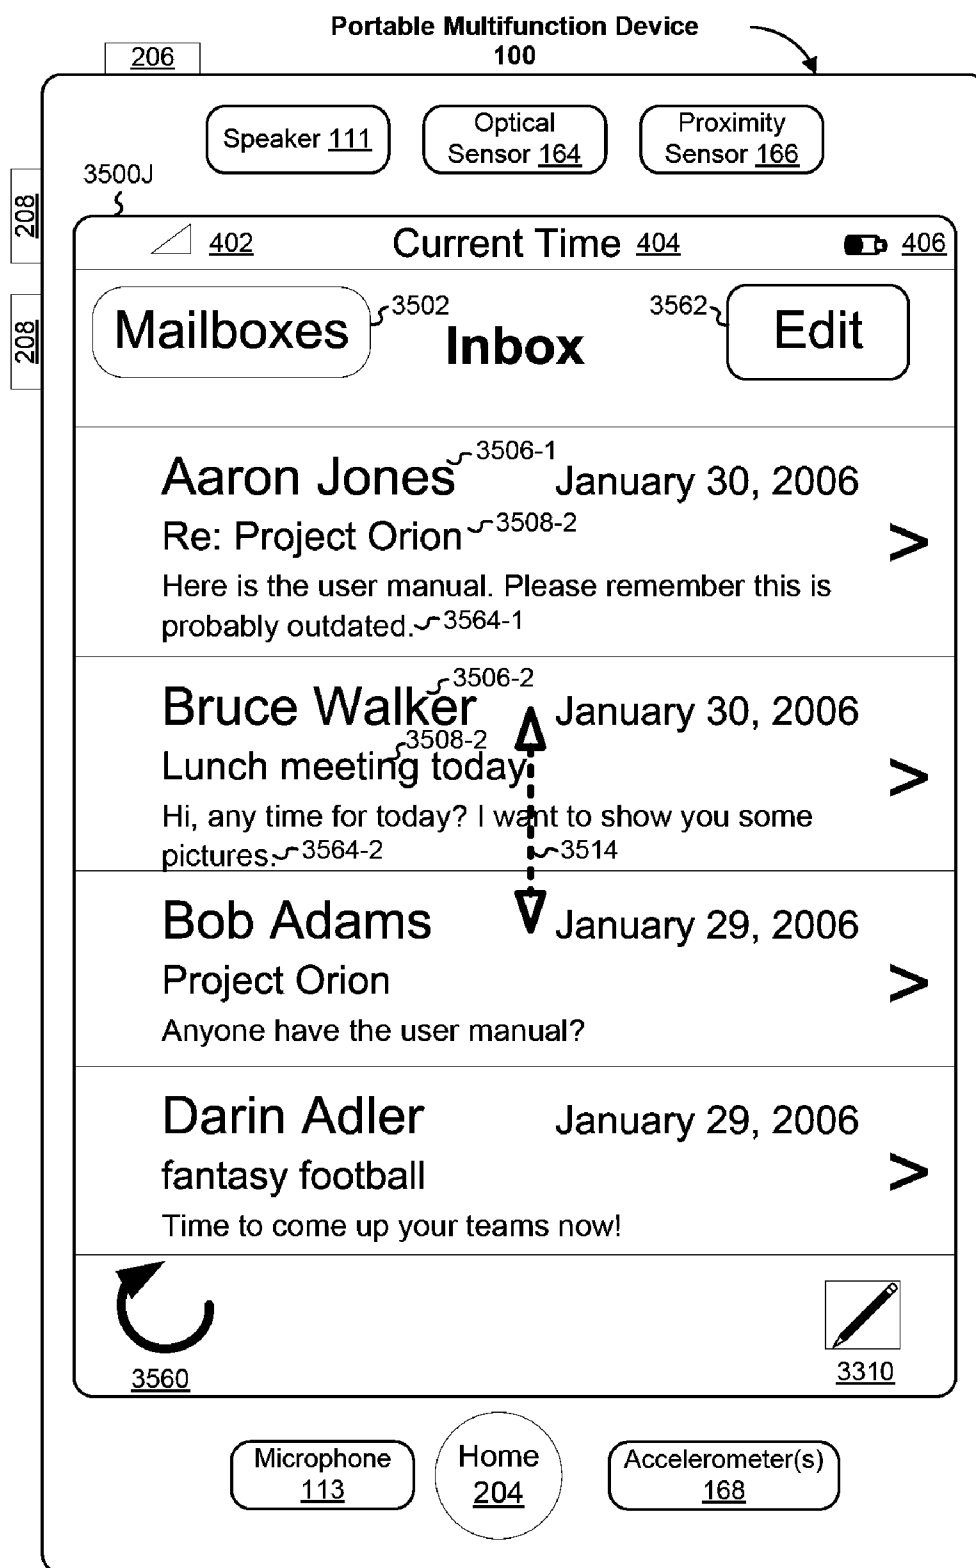 Portable Multifunction Device
100
206
Speaker 111
Optical
Sensor 164
Proximity
Sensor 166
3500J
208
208
402
Current Time 404
406
Mailboxes
3502
Inbox
3562
Edit
Aaron Jones
3506-1
January 30, 2006
Re: Project Orion
3508-2
>
Here is the user manual. Please remember this is
probably outdated.
3564-1
Bruce Walker
3506-2
January 30, 2006
3508-2
Lunch meeting today
>
Hi, any time for today? I want to show you some
pictures.
3564-2
3514
Bob Adams
January 29, 2006
Project Orion
>
Anyone have the user manual?
Darin Adler
January 29, 2006
fantasy football
>
Time to come up your teams now!
3560
3310
Microphone
113
Home
204
Accelerometer(s)
168